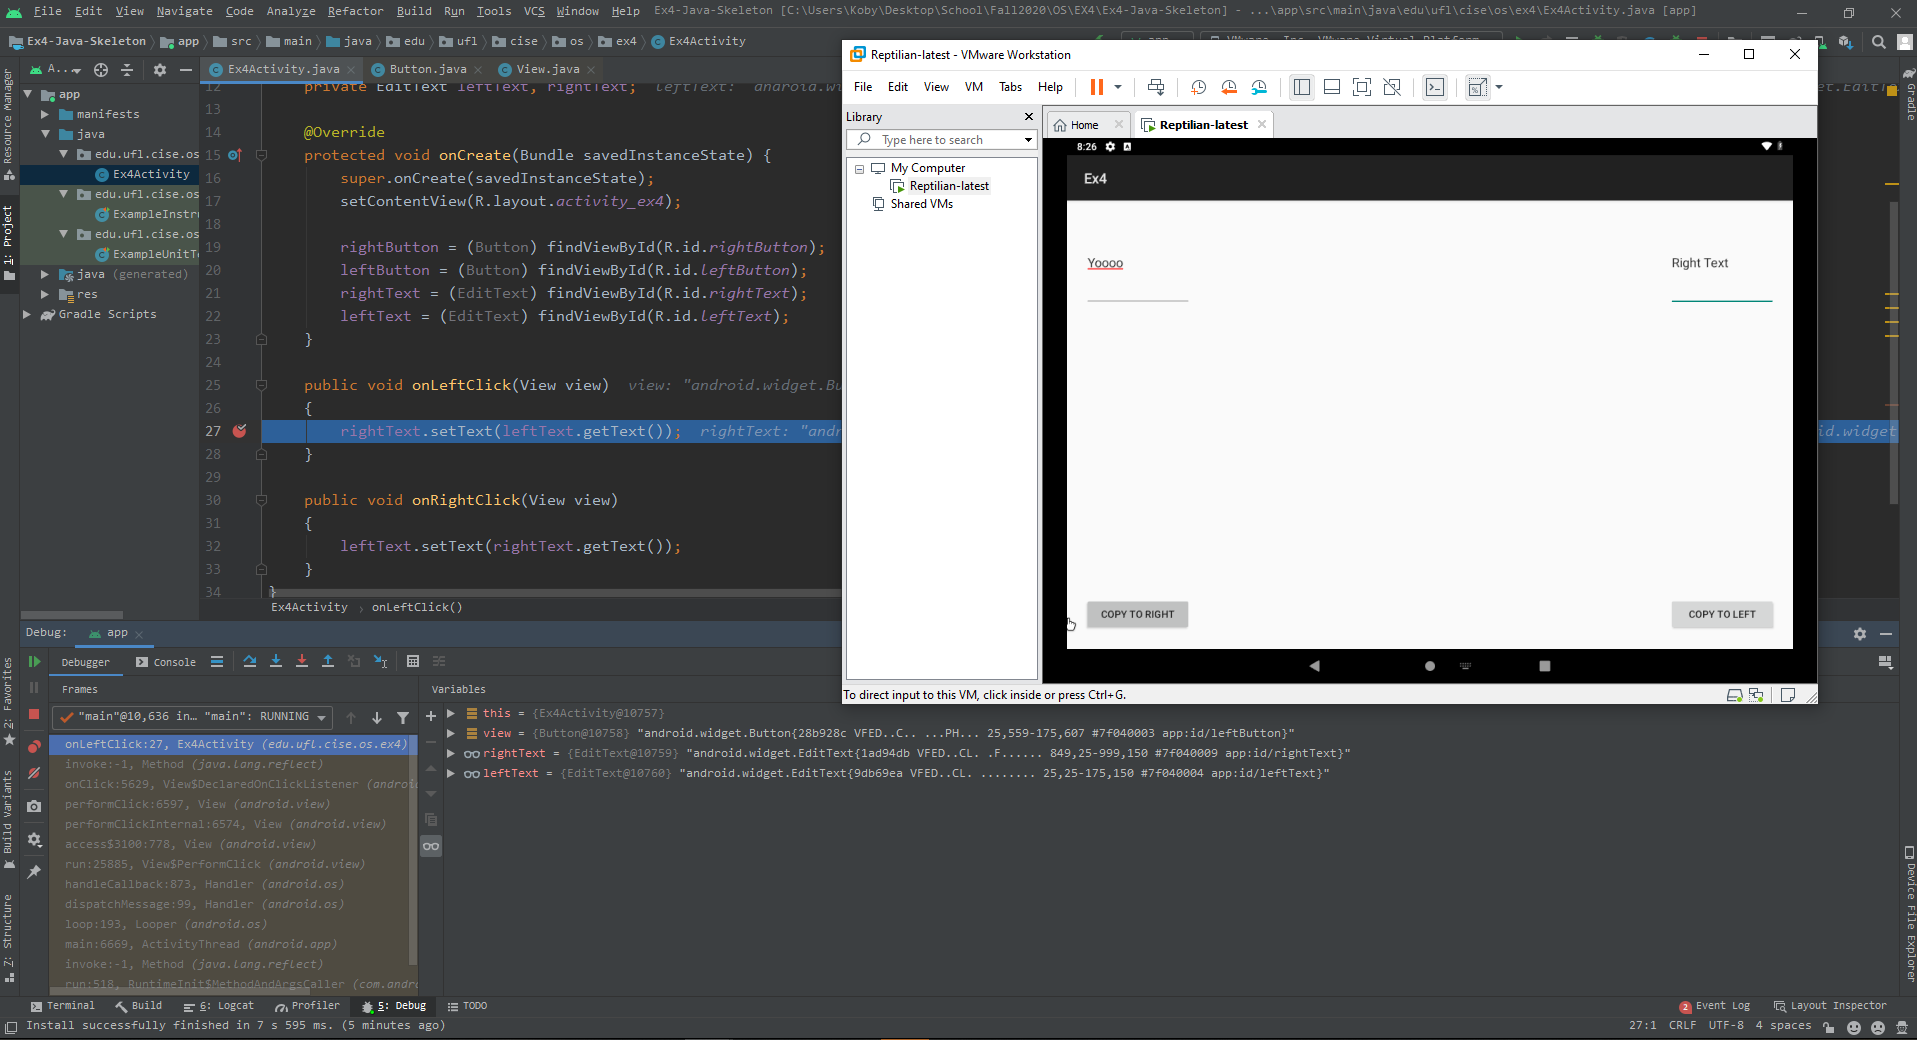 File Edit View Navigate Code Analyze Refactor Build Run Tools VCS Window Help Ex4-Java-Skeleton [C:\Users\Koby\Desktop\School\Fall2020\OS\EX4\Ex4-Java-Skeleton] - ...\app\src\main\java\edu\ufl\cise\os\ex4\Ex4Activity.java [app]
Ex4-Java-Skeleton app src main java edu ufl cise os ex4 Ex4Activity
Ex4Activity.java Button.java View.java
A...
Resource Manager
1: Project
2: Favorites
Build Variants
Z: Structure
Gradle
Device File Explorer
app
manifests
java
edu.ufl.cise.os
Ex4Activity
edu.ufl.cise.os
ExampleInstru
edu.ufl.cise.os
ExampleUnitTe
java (generated)
res
Gradle Scripts
12 private EditText leftText, rightText; leftText: "android.wi
13
14 @Override
15 protected void onCreate(Bundle savedInstanceState) {
16 super.onCreate(savedInstanceState);
17 setContentView(R.layout.activity_ex4);
18
19 rightButton = (Button) findViewById(R.id.rightButton);
20 leftButton = (Button) findViewById(R.id.leftButton);
21 rightText = (EditText) findViewById(R.id.rightText);
22 leftText = (EditText) findViewById(R.id.leftText);
23 }
24
25 public void onLeftClick(View view) view: "android.widget.Bu
26 {
27 rightText.setText(leftText.getText()); rightText: "andr
id.widget
28 }
29
30 public void onRightClick(View view)
31 {
32 leftText.setText(rightText.getText());
33 }
34 }
Ex4Activity › onLeftClick()
Reptilian-latest - VMware Workstation
File Edit View VM Tabs Help
Library
Type here to search
My Computer
Reptilian-latest
Shared VMs
Home Reptilian-latest
8:26
Ex4
Yoooo
Right Text
COPY TO RIGHT
COPY TO LEFT
To direct input to this VM, click inside or press Ctrl+G.
Debug: app
Debugger Console
Frames
Variables
"main"@10,636 in... "main": RUNNING
onLeftClick:27, Ex4Activity (edu.ufl.cise.os.ex4)
invoke:-1, Method (java.lang.reflect)
onClick:5629, View$DeclaredOnClickListener (androi
performClick:6597, View (android.view)
performClickInternal:6574, View (android.view)
access$3100:778, View (android.view)
run:25885, View$PerformClick (android.view)
handleCallback:873, Handler (android.os)
dispatchMessage:99, Handler (android.os)
loop:193, Looper (android.os)
main:6669, ActivityThread (android.app)
invoke:-1, Method (java.lang.reflect)
run:518, RuntimeInit$MethodAndArgsCaller (com.andro
this = {Ex4Activity@10757}
view = {Button@10758} "android.widget.Button{28b928c VFED..C.. ...PH... 25,559-175,607 #7f040003 app:id/leftButton}"
rightText = {EditText@10759} "android.widget.EditText{1ad94db VFED..CL. .F...... 849,25-999,150 #7f040009 app:id/rightText}"
leftText = {EditText@10760} "android.widget.EditText{9db69ea VFED..CL. ........ 25,25-175,150 #7f040004 app:id/leftText}"
Terminal Build 6: Logcat Profiler 5: Debug TODO
2 Event Log Layout Inspector
Install successfully finished in 7 s 595 ms. (5 minutes ago)
27:1 CRLF UTF-8 4 spaces